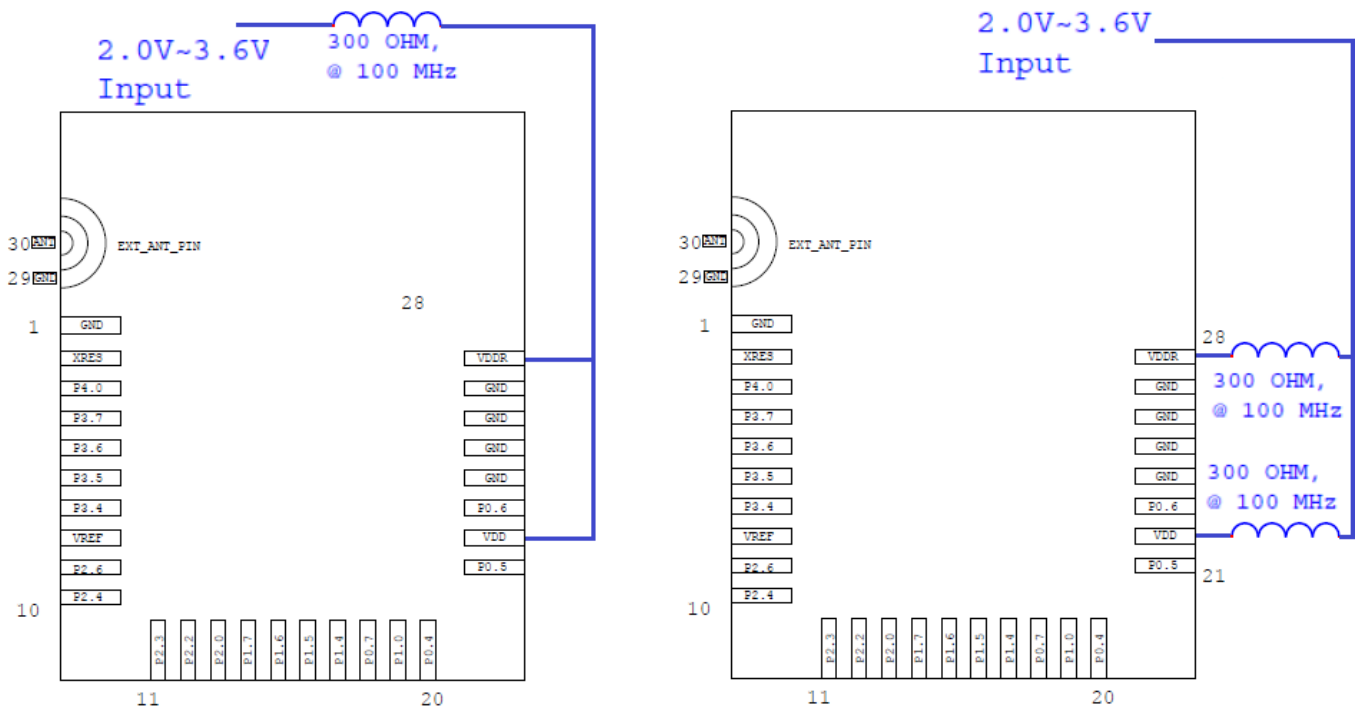 2.0V~3.6V
Input
300 OHM,
@ 100 MHz
30 ANT
EXT_ANT_PIN
29 GND
28
1
GND
XRES
P4.0
P3.7
P3.6
P3.5
P3.4
VREF
P2.6
P2.4
10
VDDR
GND
GND
GND
GND
P0.6
VDD
P0.5
P2.3
P2.2
P2.0
P1.7
P1.6
P1.5
P1.4
P0.7
P1.0
P0.4
11
20
2.0V~3.6V
Input
30 ANT
EXT_ANT_PIN
29 GND
1
GND
XRES
P4.0
P3.7
P3.6
P3.5
P3.4
VREF
P2.6
P2.4
10
28
VDDR
GND
GND
GND
GND
P0.6
VDD
P0.5
21
300 OHM,
@ 100 MHz
300 OHM,
@ 100 MHz
P2.3
P2.2
P2.0
P1.7
P1.6
P1.5
P1.4
P0.7
P1.0
P0.4
11
20